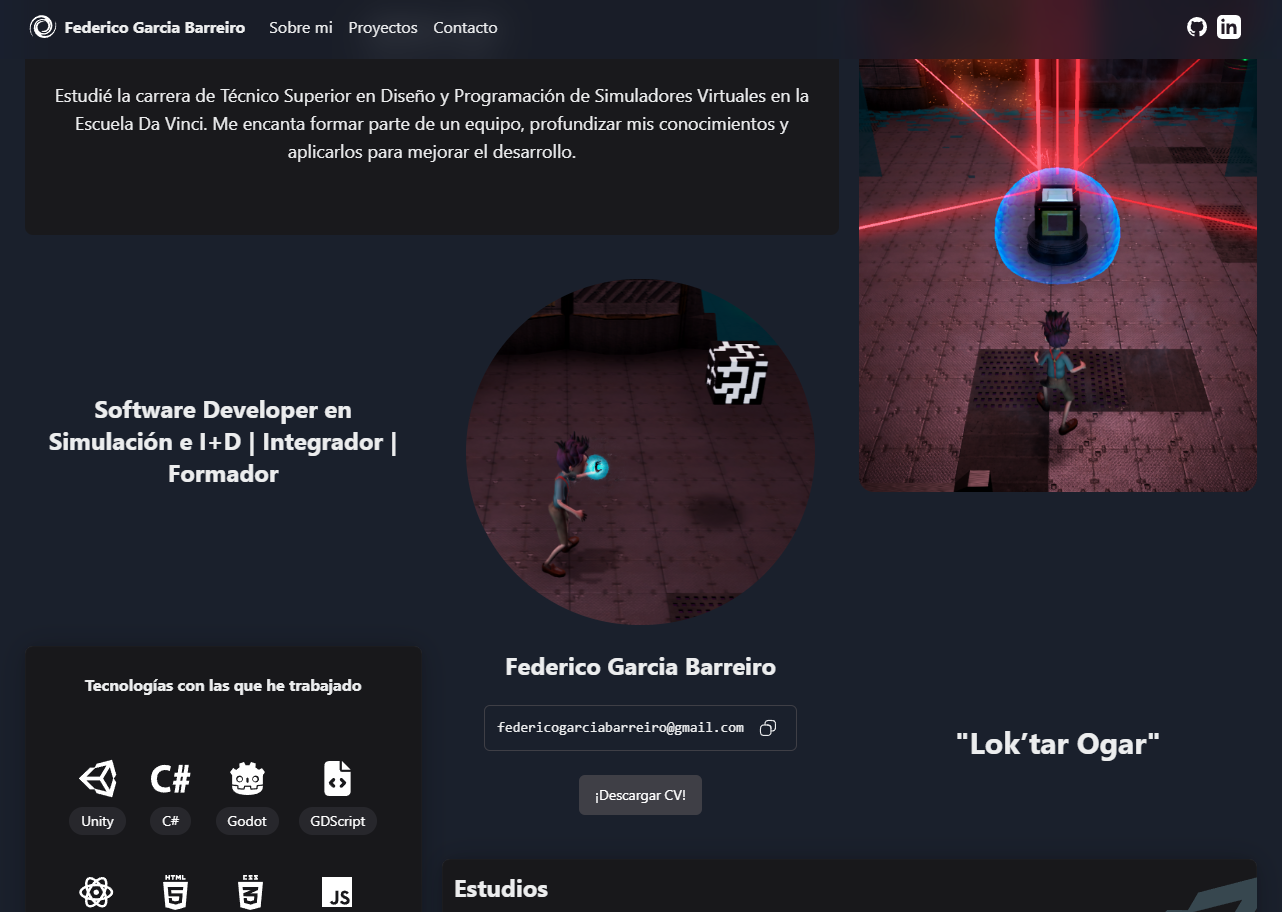 Federico Garcia Barreiro Sobre mi Proyectos Contacto
in
Estudié la carrera de Técnico Superior en Diseño y Programación de Simuladores Virtuales en la
Escuela Da Vinci. Me encanta formar parte de un equipo, profundizar mis conocimientos y
aplicarlos para mejorar el desarrollo.
Software Developer en
Simulación e I+D | Integrador |
Formador
Federico Garcia Barreiro
federicogarciabarreiro@gmail.com
¡Descargar CV!
"Lok’tar Ogar"
Tecnologías con las que he trabajado
C#
Unity C# Godot GDScript
HTML CSS
5 3 JS
Estudios